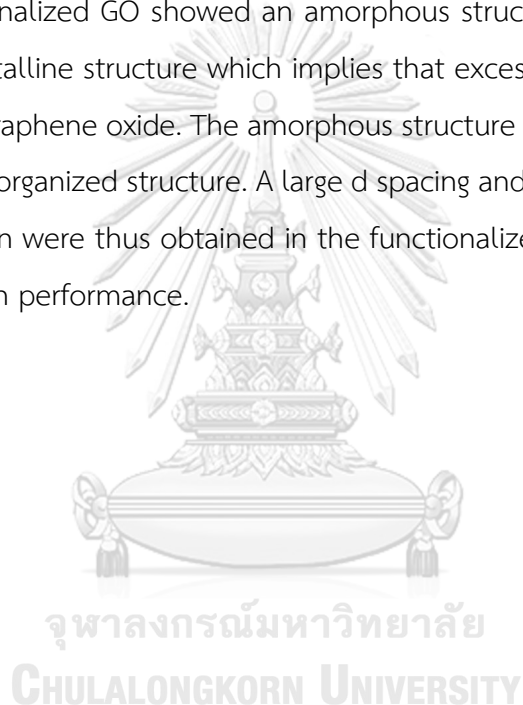 nalized GO showed an amorphous struc
talline structure which implies that exces
raphene oxide. The amorphous structure
organized structure. A large d spacing and
n were thus obtained in the functionalize
n performance.
จุฬาลงกรณ์มหาวิทยาลัย
CHULALONGKORN UNIVERSITY